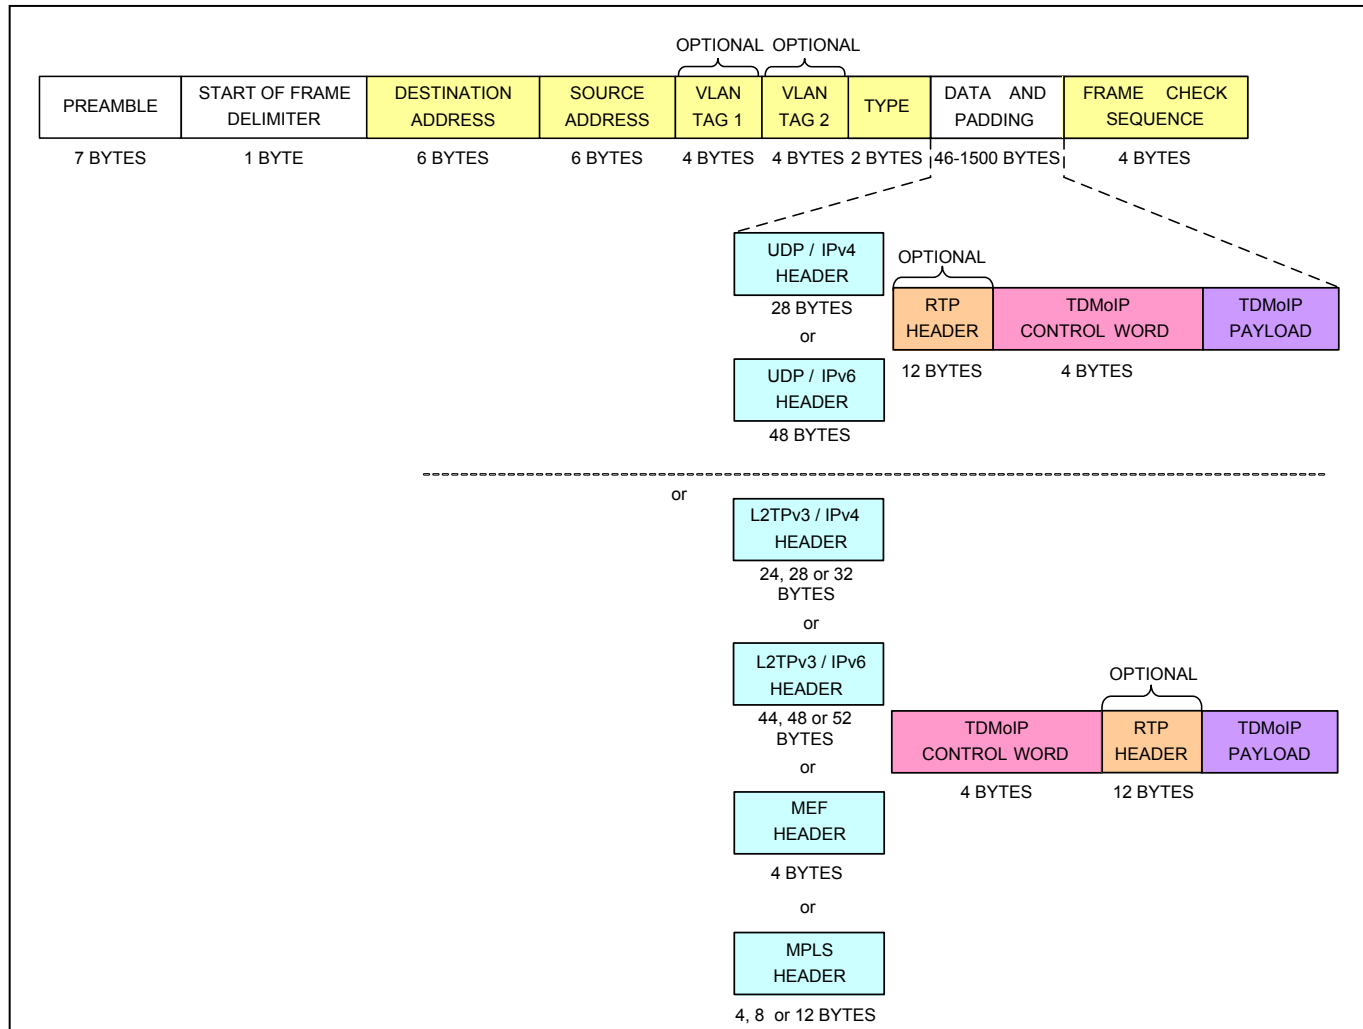 OPTIONAL OPTIONAL
PREAMBLE
START OF FRAME
DELIMITER
DESTINATION
ADDRESS
SOURCE
ADDRESS
VLAN
TAG 1
VLAN
TAG 2
TYPE
DATA AND
PADDING
FRAME CHECK
SEQUENCE
7 BYTES
1 BYTE
6 BYTES
6 BYTES
4 BYTES
4 BYTES
2 BYTES
46-1500 BYTES
4 BYTES
UDP / IPv4
HEADER
28 BYTES
or
UDP / IPv6
HEADER
48 BYTES
OPTIONAL
RTP
HEADER
TDMoIP
CONTROL WORD
TDMoIP
PAYLOAD
12 BYTES
4 BYTES
or
L2TPv3 / IPv4
HEADER
24, 28 or 32
BYTES
or
L2TPv3 / IPv6
HEADER
44, 48 or 52
BYTES
or
MEF
HEADER
4 BYTES
or
MPLS
HEADER
4, 8 or 12 BYTES
OPTIONAL
TDMoIP
CONTROL WORD
RTP
HEADER
TDMoIP
PAYLOAD
4 BYTES
12 BYTES